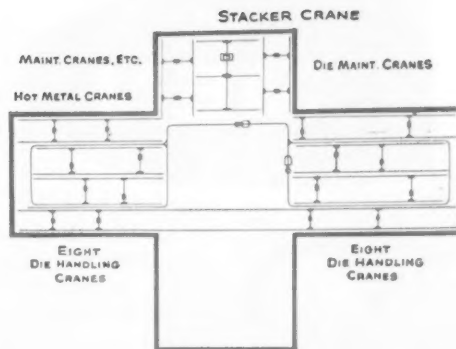 STACKER CRANE
MAINT. CRANES, ETC.
DIE MAINT. CRANES
HOT METAL CRANES
EIGHT
DIE HANDLING
CRANES
EIGHT
DIE HANDLING
CRANES